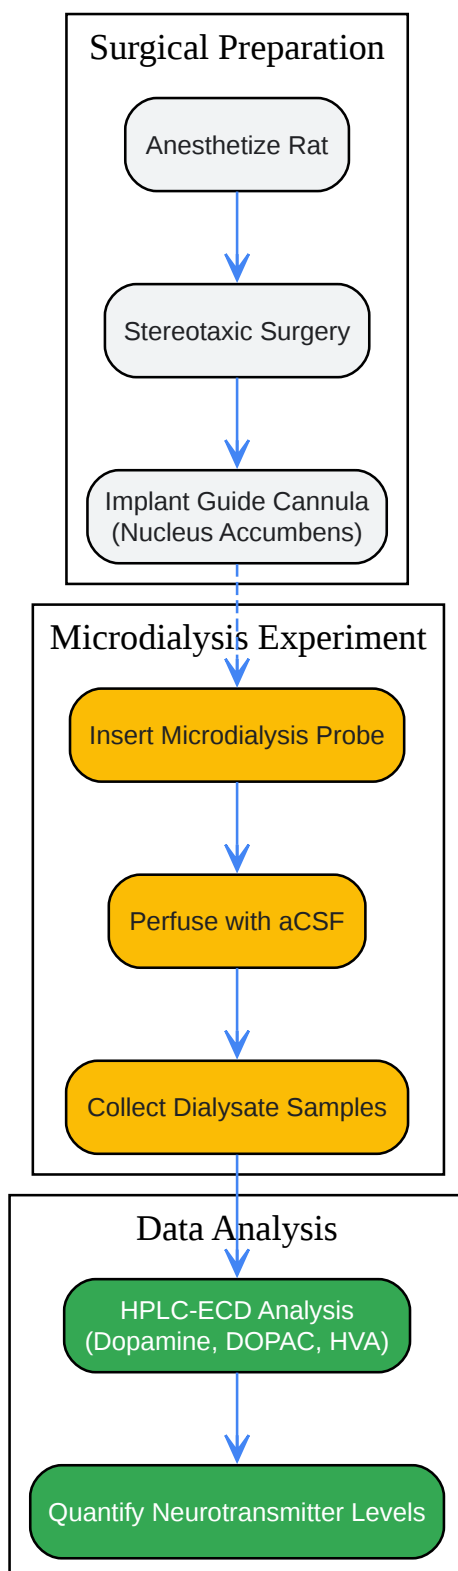 Surgical Preparation
Anesthetize Rat
Stereotaxic Surgery
Implant Guide Cannula
(Nucleus Accumbens)
Microdialysis Experiment
Insert Microdialysis Probe
Perfuse with aCSF
Collect Dialysate Samples
Data Analysis
HPLC-ECD Analysis
(Dopamine, DOPAC, HVA)
Quantify Neurotransmitter Levels